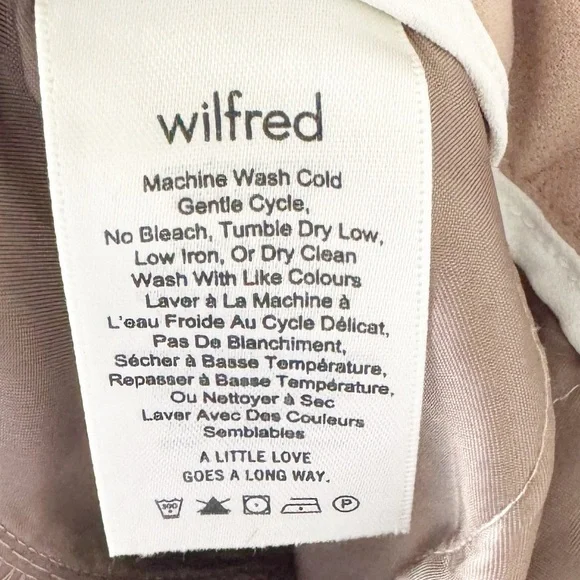 wilfred
Machine Wash Cold
Gentle Cycle,
No Bleach, Tumble Dry Low,
Low Iron, Or Dry Clean
Wash With Like Colours
Laver à La Machine à
L'eau Froide Au Cycle Délicat,
Pas De Blanchiment,
Sécher à Basse Température,
Repasser à Basse Température,
Ou Nettoyer à Sec
Laver Avec Des Couleurs
Semblables
A LITTLE LOVE
GOES A LONG WAY.
P